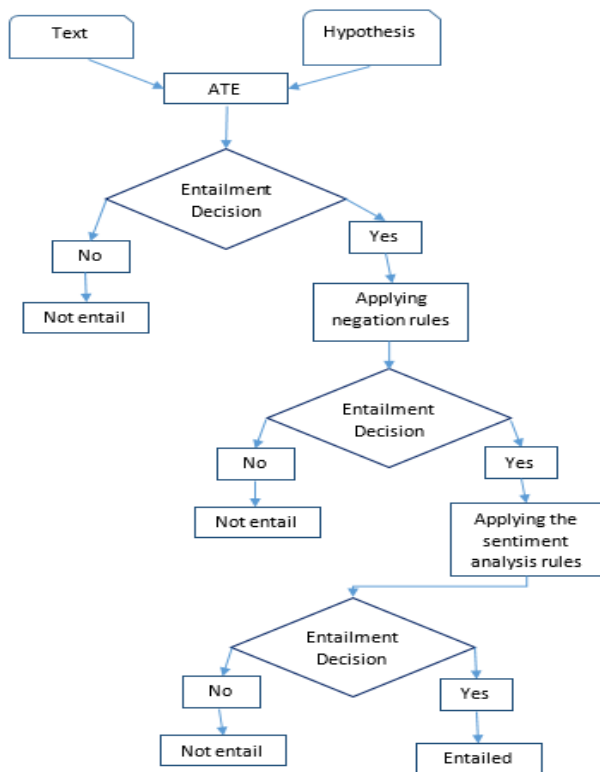 Text
Hypothesis
ATE
Entailment
Decision
No
Yes
Not entail
Applying
negation rules
Entailment
Decision
No
Yes
Not entail
Applying the
sentiment
analysis rules
Entailment
Decision
No
Yes
Not entail
Entailed